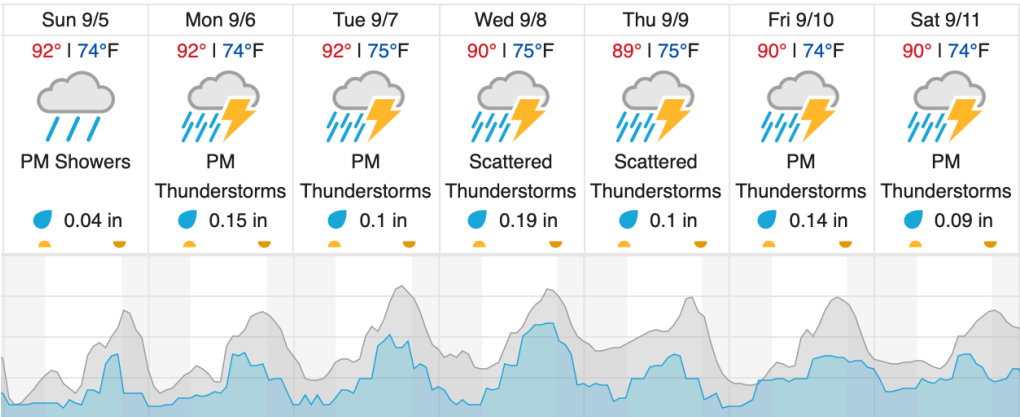 Sun 9/5 Mon 9/6 Tue 9/7 Wed 9/8 Thu 9/9 Fri 9/10 Sat 9/11
92° | 74°F 92° | 74°F 92° | 75°F 90° | 75°F 89° | 75°F 90° | 74°F 90° | 74°F
PM Showers PM PM Scattered Scattered PM PM
Thunderstorms Thunderstorms Thunderstorms Thunderstorms Thunderstorms Thunderstorms
0.04 in 0.15 in 0.1 in 0.19 in 0.1 in 0.14 in 0.09 in